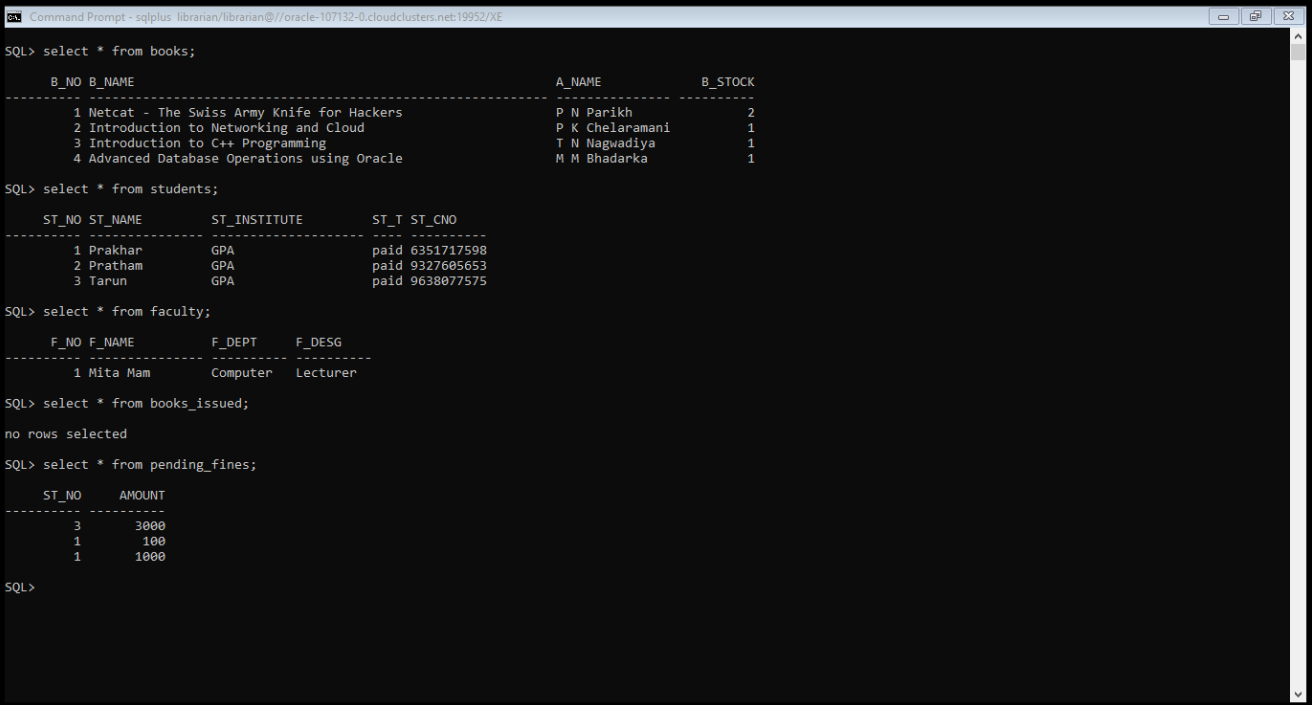 Command Prompt - sqlplus librarian/librarian@//oracle-107132-0.cloudclusters.net:19952/XE
SQL> select * from books;
B_NO B_NAME A_NAME B_STOCK
---------- ------------------------------------------------------------ --------------- ----------
1 Netcat - The Swiss Army Knife for Hackers P N Parikh 2
2 Introduction to Networking and Cloud P K Chelaramani 1
3 Introduction to C++ Programming T N Nagwadiya 1
4 Advanced Database Operations using Oracle M M Bhadarka 1
SQL> select * from students;
ST_NO ST_NAME ST_INSTITUTE ST_T ST_CNO
---------- --------------- -------------------- ---- ----------
1 Prakhar GPA paid 6351717598
2 Pratham GPA paid 9327605653
3 Tarun GPA paid 9638077575
SQL> select * from faculty;
F_NO F_NAME F_DEPT F_DESG
---------- --------------- ---------- ----------
1 Mita Mam Computer Lecturer
SQL> select * from books_issued;
no rows selected
SQL> select * from pending_fines;
ST_NO AMOUNT
---------- ----------
3 3000
1 100
1 1000
SQL>